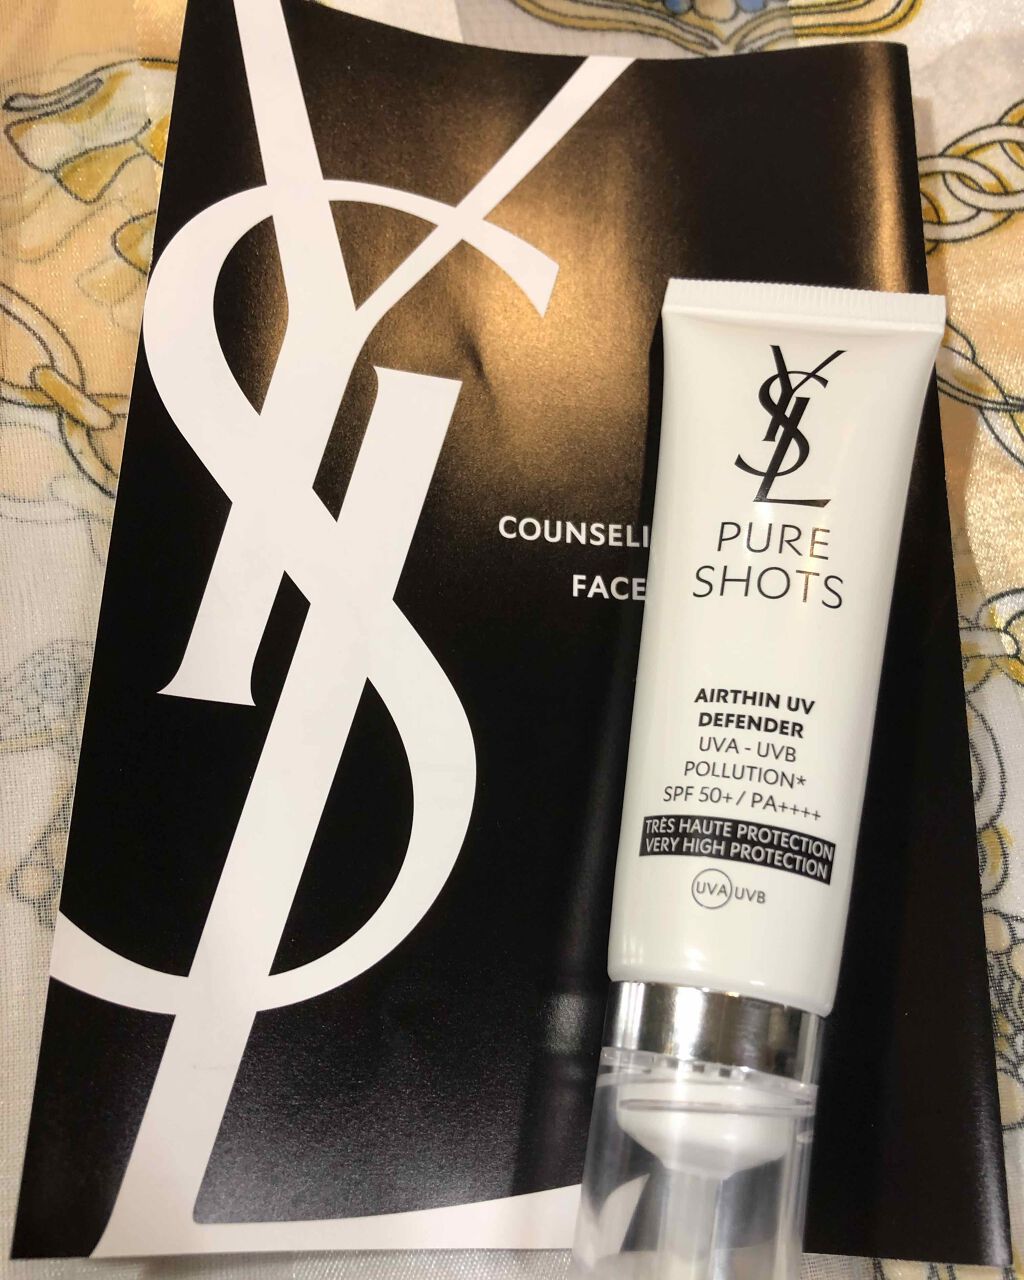 YSL
COUNSELI
FACE
YSL
PURE
SHOTS
AIRTHIN UV
DEFENDER
UVA - UVB
POLLUTION*
SPF 50+ / PA++++
TRÈS HAUTE PROTECTION
VERY HIGH PROTECTION
UVA UVB